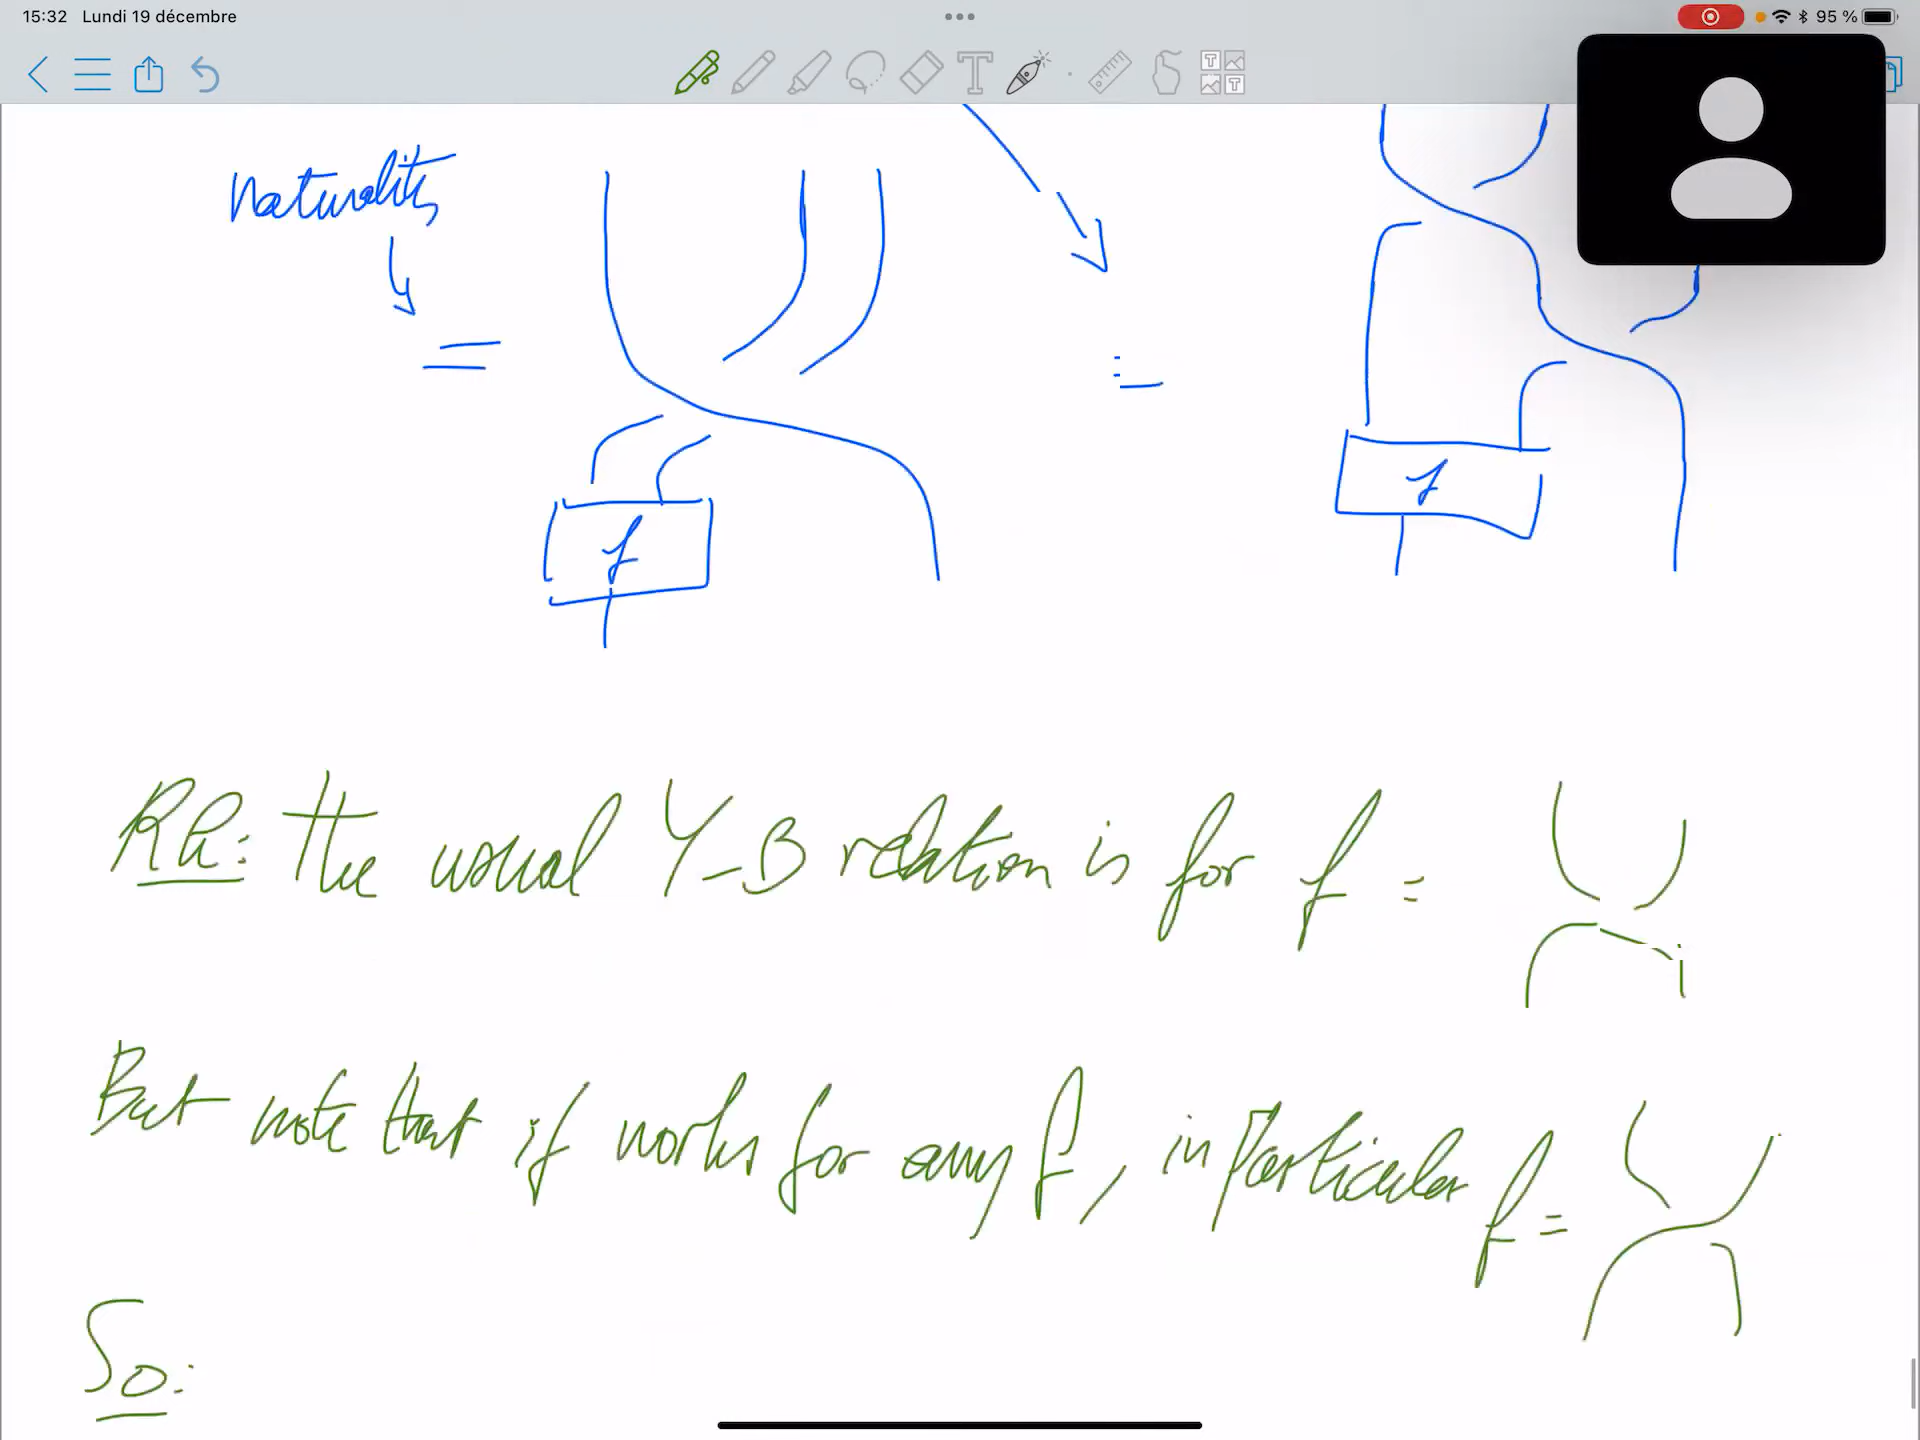 15:32 Lundi 19 décembre 95 %
Naturality
=
=
f
f
Rk: the usual Y-B relation is for f =
But note that if works for any f, in particular f =
So: